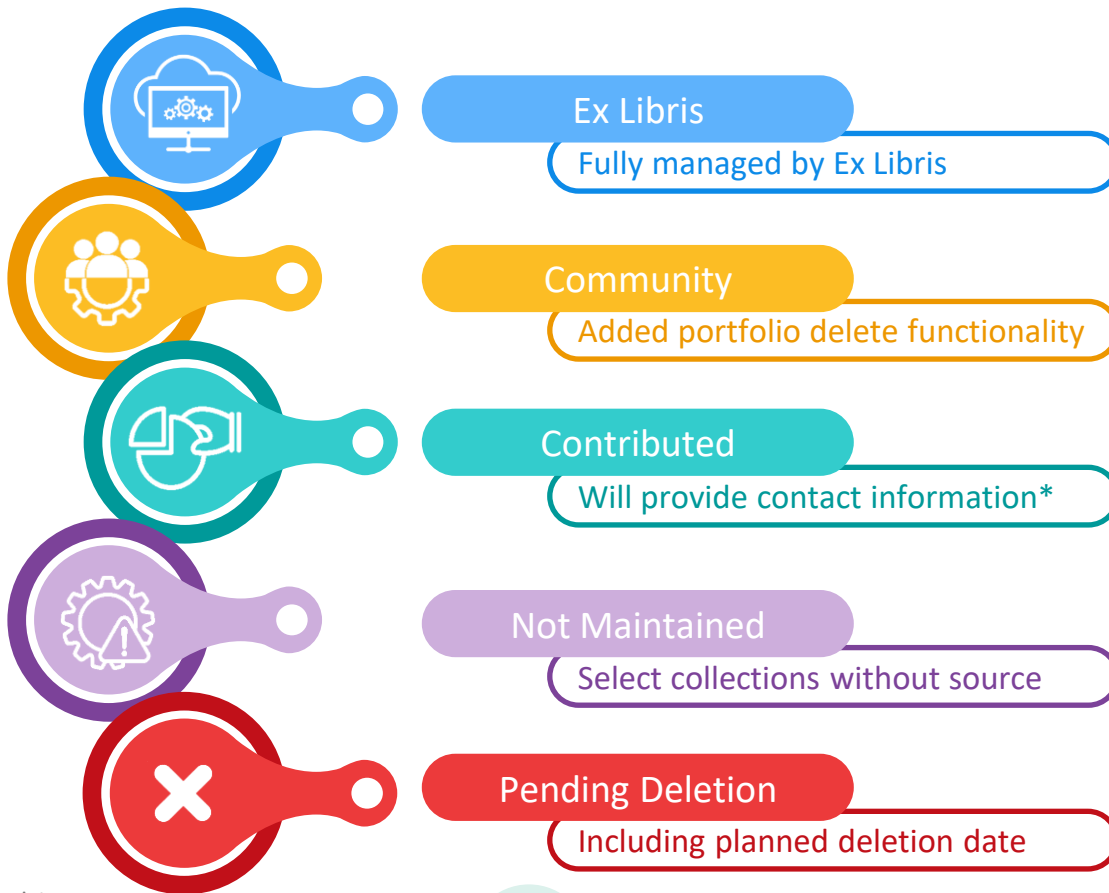 Ex Libris
Fully managed by Ex Libris
Community
Added portfolio delete functionality
Contributed
Will provide contact information*
Not Maintained
Select collections without source
Pending Deletion
Including planned deletion date